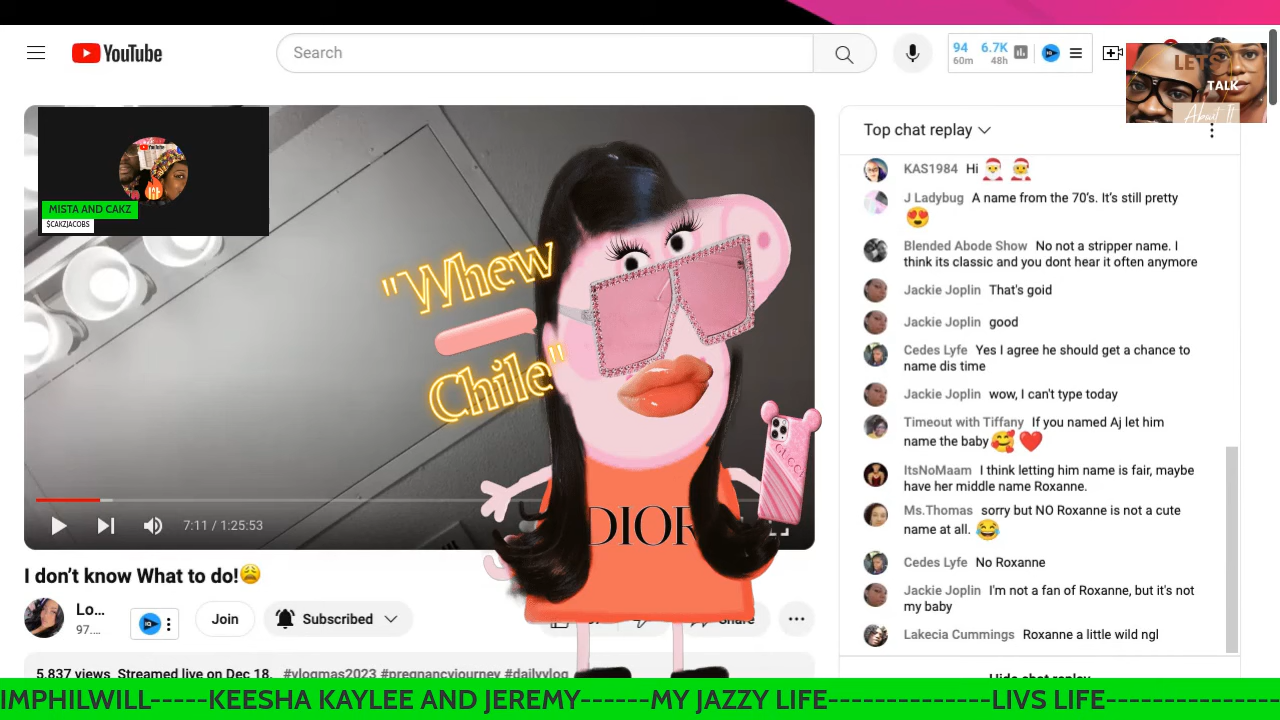 YouTube
Search
94 6.7K
60m 48h
LETS
TALK
About It
MISTA AND CAKZ
$CAKZJACOBS
"Whew
Chile"
GUCCI
DIOR
7:11 / 1:25:53
I don't know What to do!😩
Lo...
97....
Join
Subscribed
Share
5,837 views Streamed live on Dec 18, #vlogmas2023 #pregnancyjourney #dailyvlog
Top chat replay
KAS1984 Hi 🎅 🤶
J Ladybug A name from the 70's. It's still pretty
😍
Blended Abode Show No not a stripper name. I
think its classic and you dont hear it often anymore
Jackie Joplin That's goid
Jackie Joplin good
Cedes Lyfe Yes I agree he should get a chance to
name dis time
Jackie Joplin wow, I can't type today
Timeout with Tiffany If you named Aj let him
name the baby🥰❤️
ItsNoMaam I think letting him name is fair, maybe
have her middle name Roxanne.
Ms.Thomas sorry but NO Roxanne is not a cute
name at all. 😂
Cedes Lyfe No Roxanne
Jackie Joplin I'm not a fan of Roxanne, but it's not
my baby
Lakecia Cummings Roxanne a little wild ngl
Hide chat replay
IMPHILWILL-----KEESHA KAYLEE AND JEREMY------MY JAZZY LIFE--------------LIVS LIFE---------------